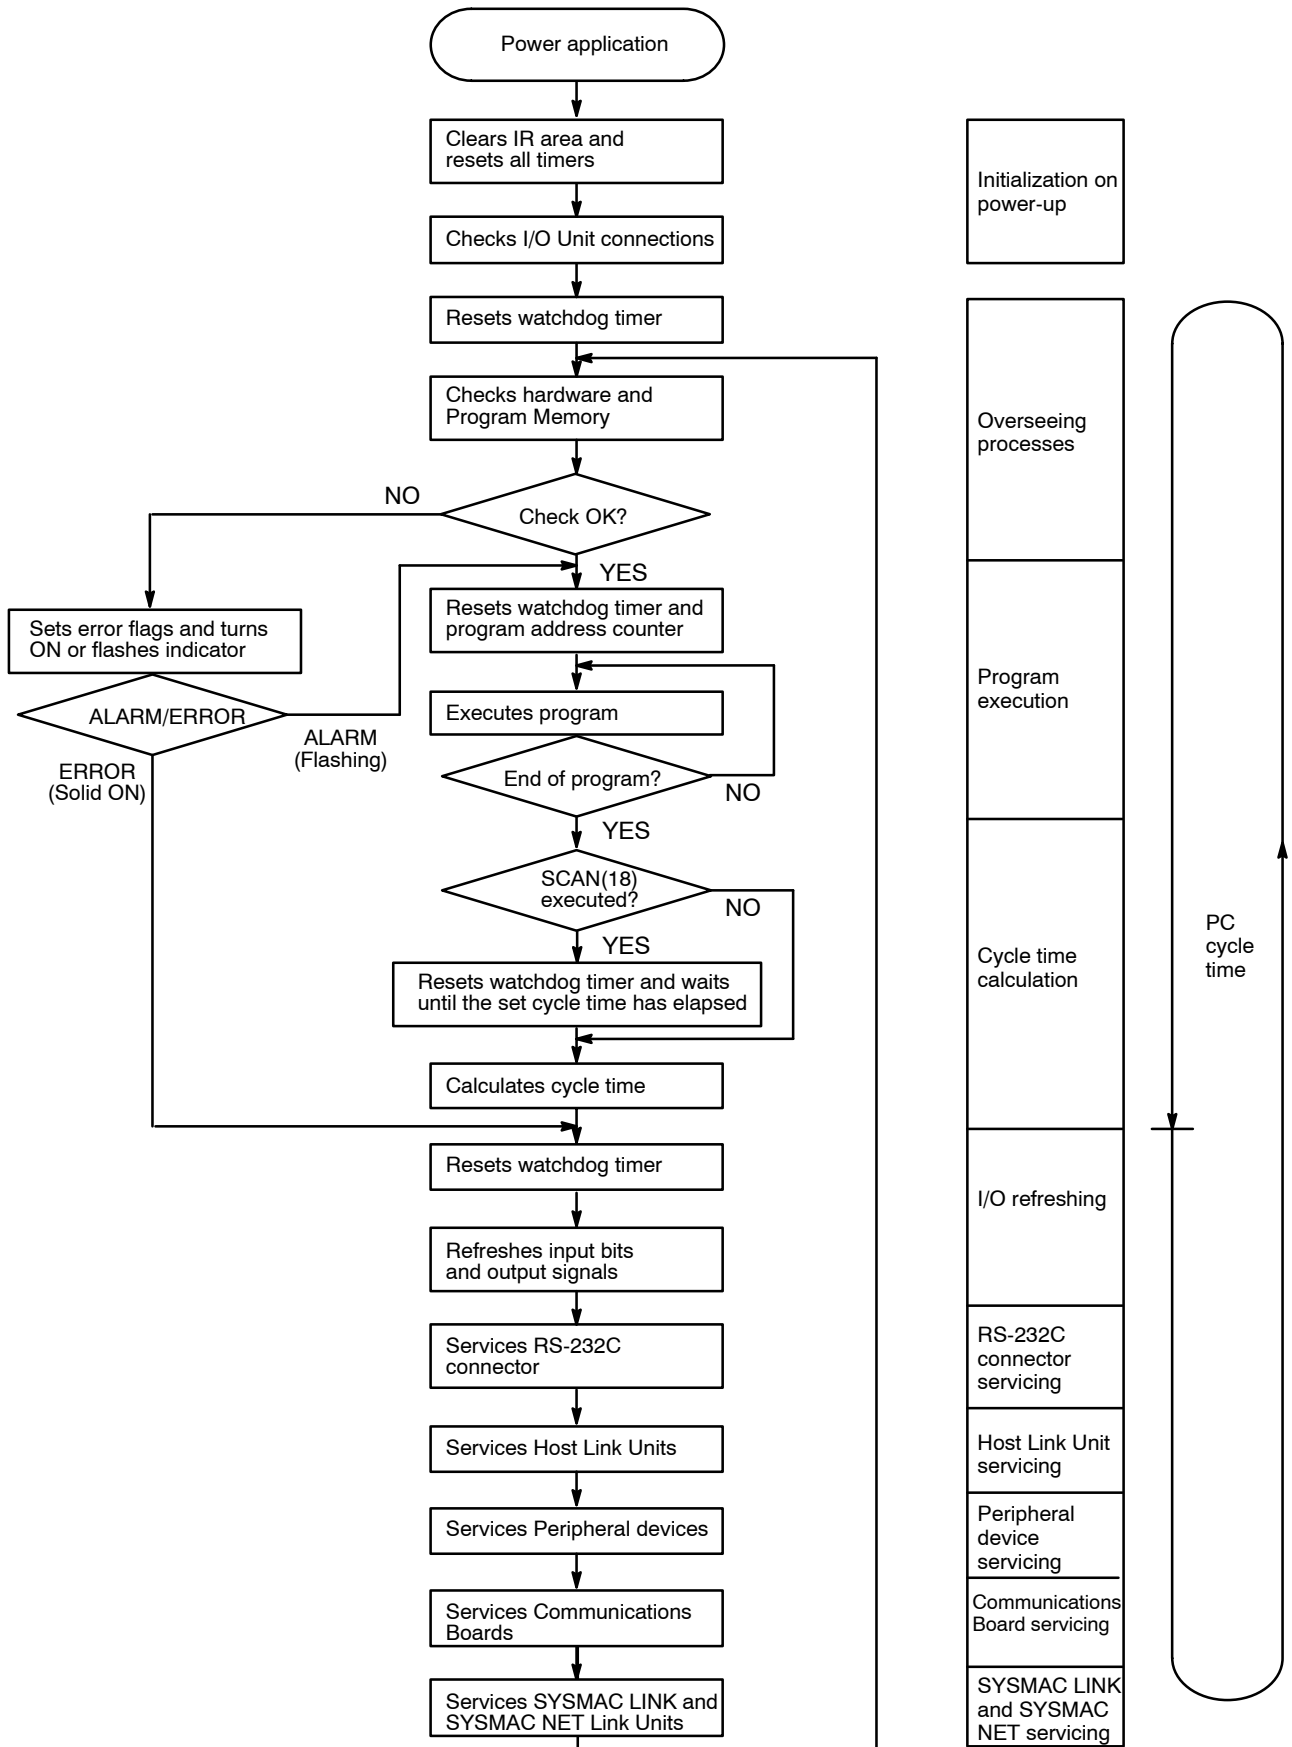 Power application
Clears IR area and
resets all timers
Initialization on
power-up
Checks I/O Unit connections
Resets watchdog timer
Checks hardware and
Program Memory
Overseeing
processes
NO
Check OK?
YES
Sets error flags and turns
ON or flashes indicator
Resets watchdog timer and
program address counter
ALARM/ERROR
ALARM
(Flashing)
ERROR
(Solid ON)
Executes program
Program
execution
End of program?
NO
YES
SCAN(18)
executed?
NO
YES
Resets watchdog timer and waits
until the set cycle time has elapsed
Cycle time
calculation
PC
cycle
time
Calculates cycle time
Resets watchdog timer
I/O refreshing
Refreshes input bits
and output signals
Services RS-232C
connector
RS-232C
connector
servicing
Services Host Link Units
Host Link Unit
servicing
Services Peripheral devices
Peripheral
device
servicing
Services Communications
Boards
Communications
Board servicing
Services SYSMAC LINK and
SYSMAC NET Link Units
SYSMAC LINK
and SYSMAC
NET servicing